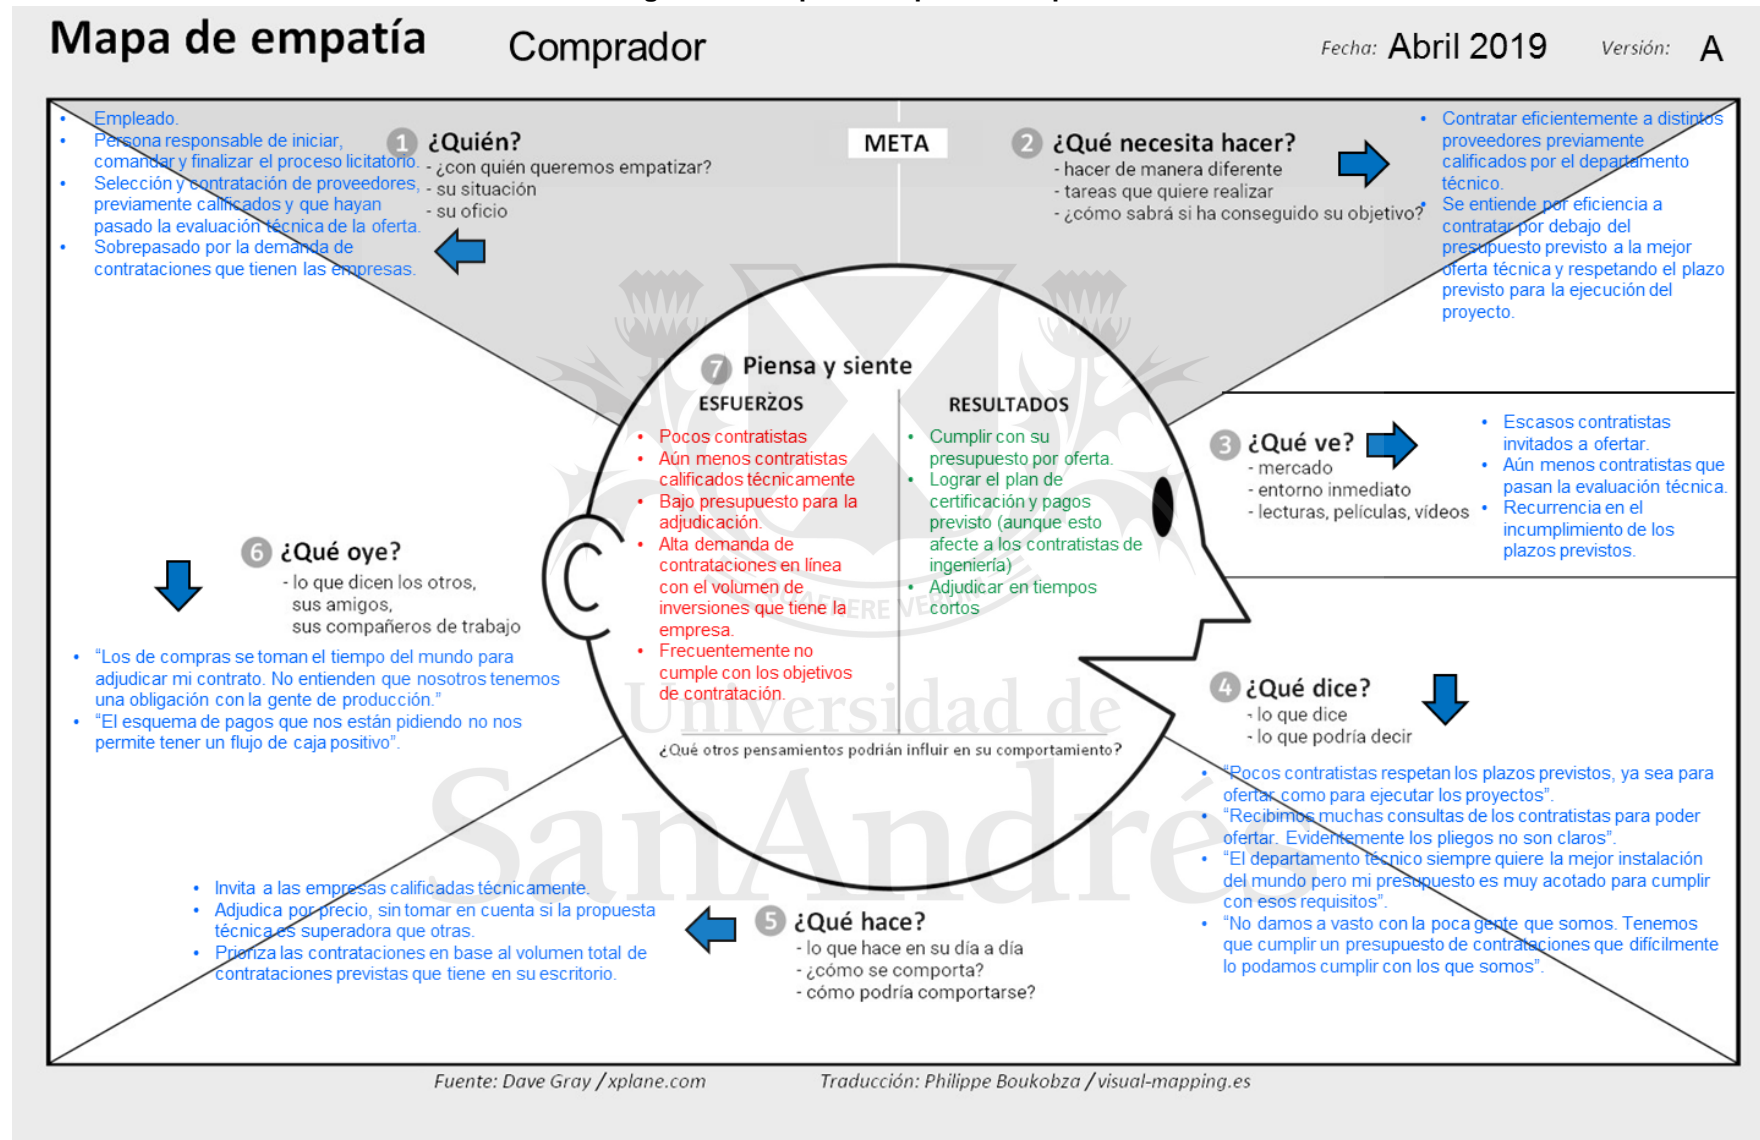 Mapa de empatía
Comprador
Fecha: Abril 2019
Versión: A
• Empleado.
• Persona responsable de iniciar,
comandar y finalizar el proceso licitatorio.
• Selección y contratación de proveedores,
previamente calificados y que hayan
pasado la evaluación técnica de la oferta.
• Sobrepasado por la demanda de
contrataciones que tienen las empresas.
1 ¿Quién?
- ¿con quién queremos empatizar?
- su situación
- su oficio
META
2 ¿Qué necesita hacer?
- hacer de manera diferente
- tareas que quiere realizar
- ¿cómo sabrá si ha conseguido su objetivo?
• Contratar eficientemente a distintos
proveedores previamente
calificados por el departamento
técnico.
• Se entiende por eficiencia a
contratar por debajo del
presupuesto previsto a la mejor
oferta técnica y respetando el plazo
previsto para la ejecución del
proyecto.
3 ¿Qué ve?
- mercado
- entorno inmediato
- lecturas, películas, vídeos
• Escasos contratistas
invitados a ofertar.
• Aún menos contratistas que
pasan la evaluación técnica.
• Recurrencia en el
incumplimiento de los
plazos previstos.
4 ¿Qué dice?
- lo que dice
- lo que podría decir
• “Pocos contratistas respetan los plazos previstos, ya sea para
ofertar como para ejecutar los proyectos”.
• “Recibimos muchas consultas de los contratistas para poder
ofertar. Evidentemente los pliegos no son claros”.
• “El departamento técnico siempre quiere la mejor instalación
del mundo pero mi presupuesto es muy acotado para cumplir
con esos requisitos”.
• “No damos a vasto con la poca gente que somos. Tenemos
que cumplir un presupuesto de contrataciones que difícilmente
lo podamos cumplir con los que somos”.
5 ¿Qué hace?
- lo que hace en su día a día
- ¿cómo se comporta?
- cómo podría comportarse?
• Invita a las empresas calificadas técnicamente.
• Adjudica por precio, sin tomar en cuenta si la propuesta
técnica es superadora que otras.
• Prioriza las contrataciones en base al volumen total de
contrataciones previstas que tiene en su escritorio.
6 ¿Qué oye?
- lo que dicen los otros,
sus amigos,
sus compañeros de trabajo
• “Los de compras se toman el tiempo del mundo para
adjudicar mi contrato. No entienden que nosotros tenemos
una obligación con la gente de producción.”
• “El esquema de pagos que nos están pidiendo no nos
permite tener un flujo de caja positivo”.
7 Piensa y siente
ESFUERZOS
• Pocos contratistas
• Aún menos contratistas
calificados técnicamente
• Bajo presupuesto para la
adjudicación.
• Alta demanda de
contrataciones en línea
con el volumen de
inversiones que tiene la
empresa.
• Frecuentemente no
cumple con los objetivos
de contratación.
RESULTADOS
• Cumplir con su
presupuesto por oferta.
• Lograr el plan de
certificación y pagos
previsto (aunque esto
afecte a los contratistas de
ingeniería)
• Adjudicar en tiempos
cortos
¿Qué otros pensamientos podrián influir en su comportamiento?
Universidad de
SanAndrés
Fuente: Dave Gray / xplane.com
Traducción: Philippe Boukobza / visual-mapping.es